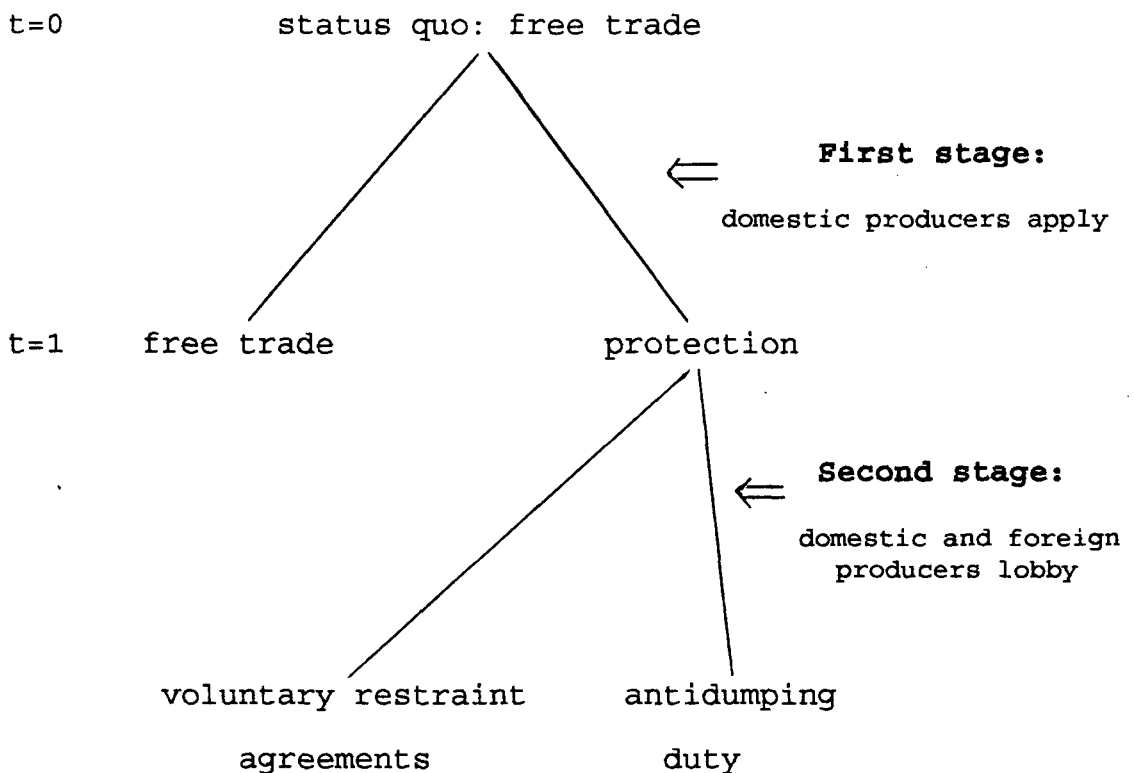 t=0 status quo: free trade
First stage:
domestic producers apply
t=1 free trade protection
Second stage:
domestic and foreign
producers lobby
voluntary restraint antidumping
agreements duty